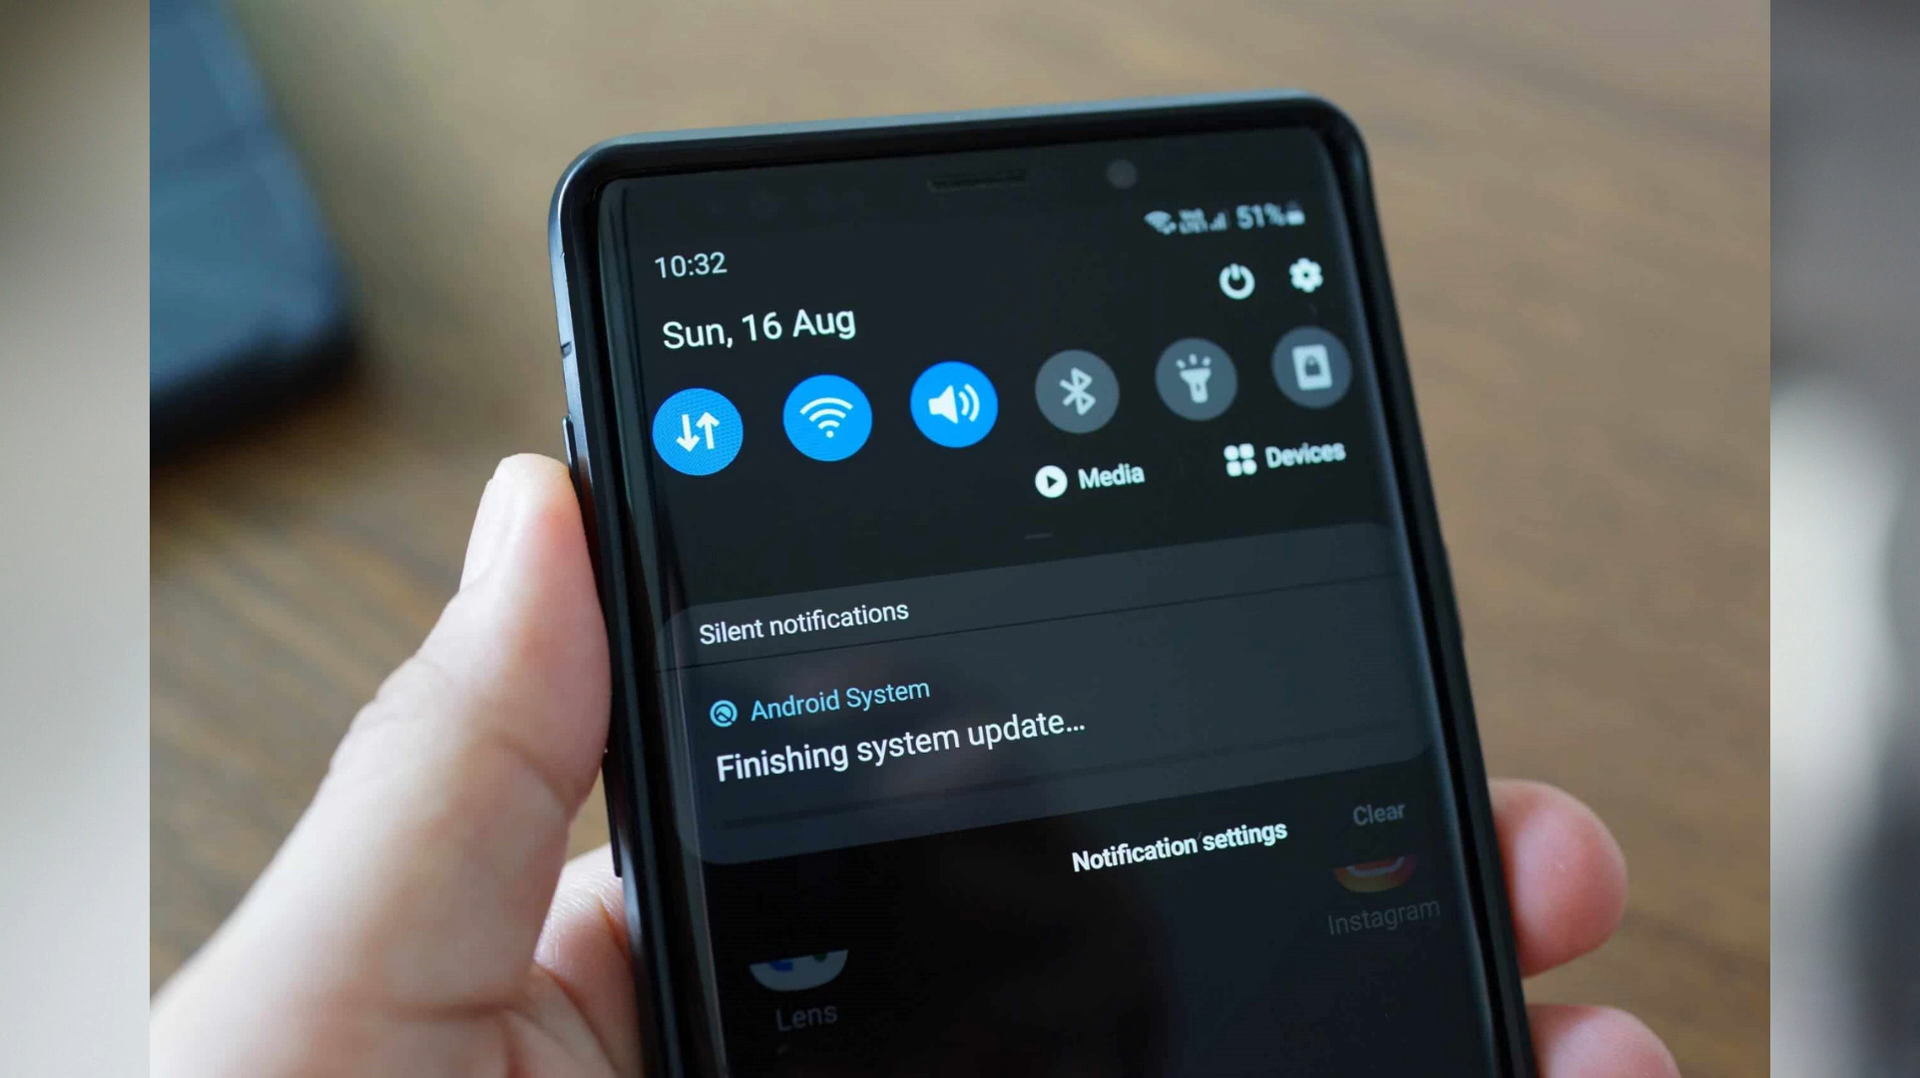 51%
10:32
Sun, 16 Aug
Media
Devices
Silent notifications
Android System
Finishing system update...
Notification settings
Clear
Instagram
Lens